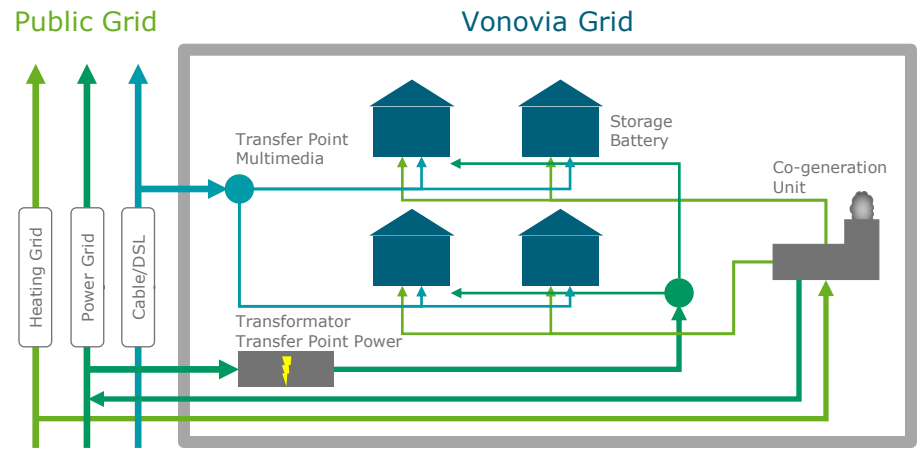 Public Grid
Vonovia Grid
Transfer Point
Multimedia
Storage
Battery
Co-generation
Unit
Heating Grid
Power Grid
Cable/DSL
Transformator
Transfer Point Power